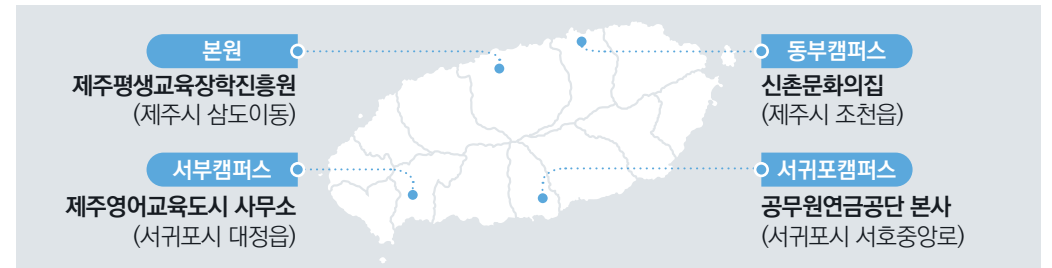 본원
제주평생교육장학진흥원
(제주시 삼도이동)
동부캠퍼스
신촌문화의집
(제주시 조천읍)
서부캠퍼스
제주영어교육도시 사무소
(서귀포시 대정읍)
서귀포캠퍼스
공무원연금공단 본사
(서귀포시 서호중앙로)